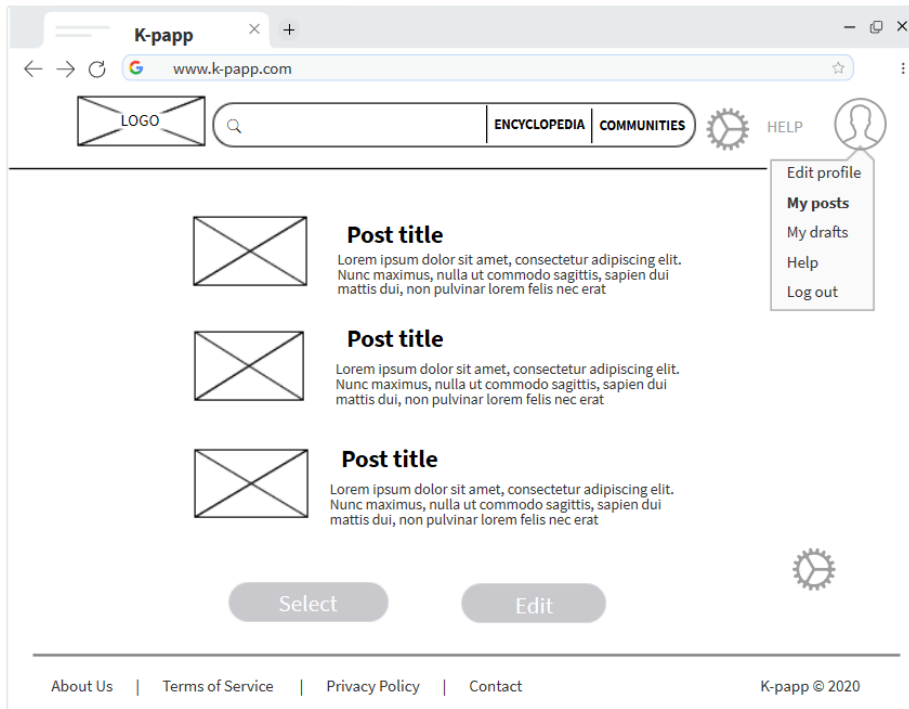 K-papp
www.k-papp.com
LOGO
ENCYCLOPEDIA
COMMUNITIES
HELP
Edit profile
My posts
My drafts
Help
Log out
Post title
Lorem ipsum dolor sit amet, consectetur adipiscing elit.
Nunc maximus, nulla ut commodo sagittis, sapien dui
mattis dui, non pulvinar lorem felis nec erat
Post title
Lorem ipsum dolor sit amet, consectetur adipiscing elit.
Nunc maximus, nulla ut commodo sagittis, sapien dui
mattis dui, non pulvinar lorem felis nec erat
Post title
Lorem ipsum dolor sit amet, consectetur adipiscing elit.
Nunc maximus, nulla ut commodo sagittis, sapien dui
mattis dui, non pulvinar lorem felis nec erat
Select
Edit
About Us | Terms of Service | Privacy Policy | Contact
K-papp © 2020